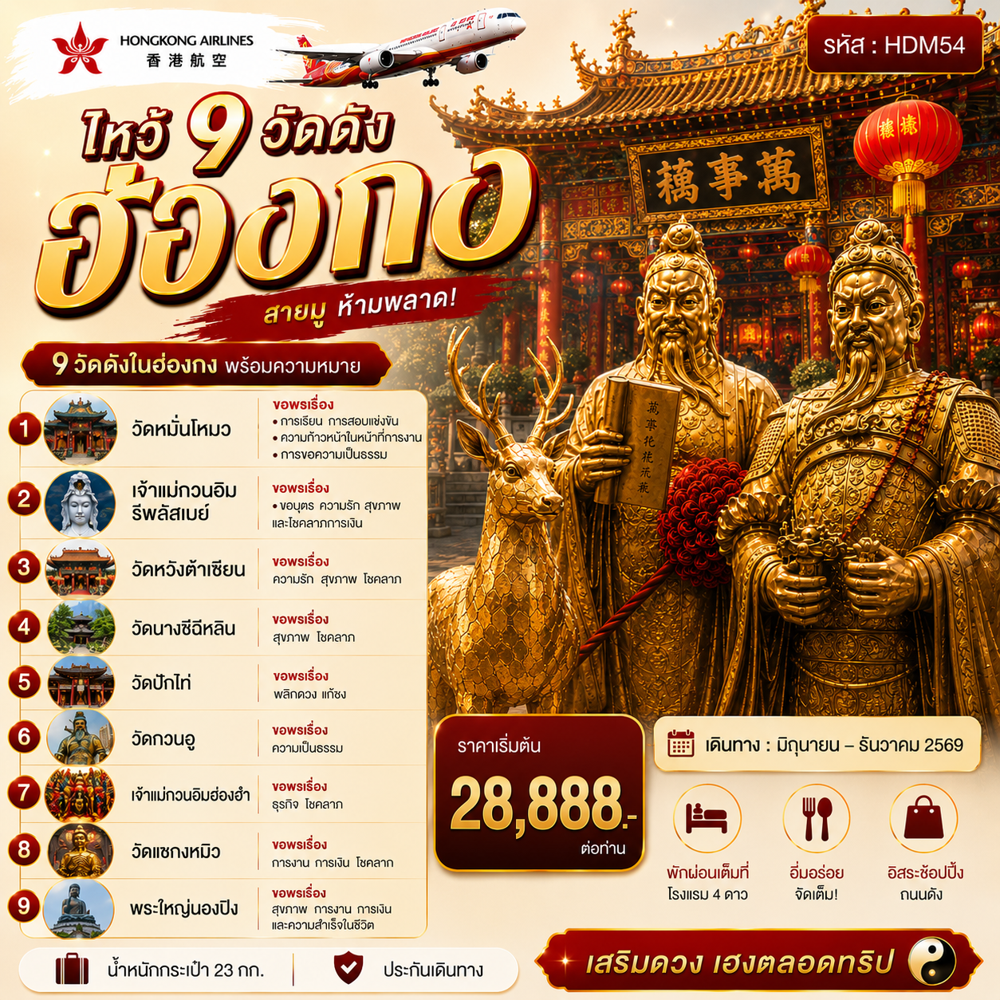 HONGKONG AIRLINES
香港航空
รหัส : HDM54
ไหว้ 9 วัดดัง
ฮ่องกง
สายมู ห้ามพลาด!
萬事萬
9 วัดดังในฮ่องกง พร้อมความหมาย
1
วัดหมั่นโหมว
ขอพรเรื่อง
• การเรียน การสอบแข่งขัน
• ความก้าวหน้าในหน้าที่การงาน
• การขอความเป็นธรรม
2
เจ้าแม่กวนอิม
รีพลัสเบย์
ขอพรเรื่อง
• ขอบุตร ความรัก สุขภาพ
และโชคลาภการเงิน
3
วัดหวังต้าเซียน
ขอพรเรื่อง
ความรัก สุขภาพ โชคลาภ
4
วัดนางชีฉีหลิน
ขอพรเรื่อง
สุขภาพ โชคลาภ
5
วัดปักไท่
ขอพรเรื่อง
พลิกดวง แก้ชง
6
วัดกวนอู
ขอพรเรื่อง
ความเป็นธรรม
7
เจ้าแม่กวนอิมฮ่องฮำ
ขอพรเรื่อง
ธุรกิจ โชคลาภ
8
วัดแชกงหมิว
ขอพรเรื่อง
การงาน การเงิน โชคลาภ
9
พระใหญ่นองปิง
ขอพรเรื่อง
สุขภาพ การงาน การเงิน
และความสำเร็จในชีวิต
ราคาเริ่มต้น
28,888.-
ต่อท่าน
เดินทาง : มิถุนายน – ธันวาคม 2569
พักผ่อนเต็มที่
โรงแรม 4 ดาว
อิ่มอร่อย
จัดเต็ม!
อิสระช้อปปิ้ง
ถนนดัง
น้ำหนักกระเป๋า 23 กก.
ประกันเดินทาง
เสริมดวง เฮงตลอดทริป